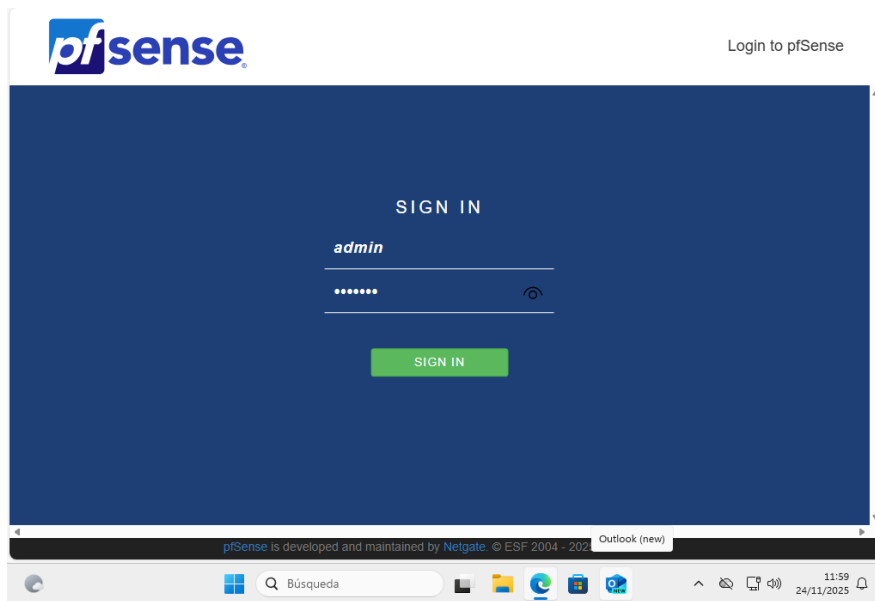 pfsense®
Login to pfSense
SIGN IN
admin
•••••••
SIGN IN
pfSense is developed and maintained by Netgate. © ESF 2004 - 202
Outlook (new)
Búsqueda
NEW
11:59
24/11/2025